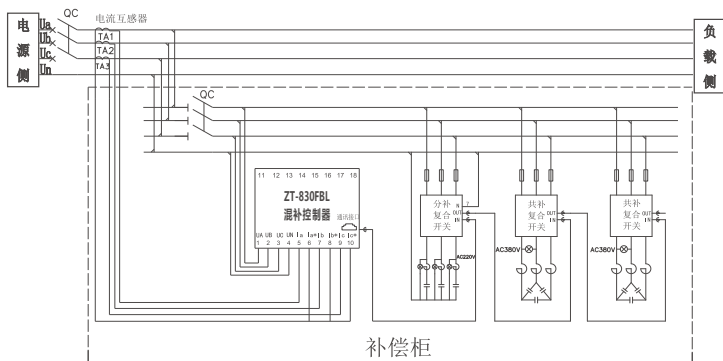 电源侧
QC
Ua
Ub
Uc
Un
电流互感器
TA1
TA2
TA3
负载侧
QC
11 12 13 14 15 16 17 18
ZT-830FBL
混补控制器
通讯接口
UA UB UC UN Ia Ia* Ib Ib* Ic Ic*
1 2 3 4 5 6 7 8 9 10
分补
复合
开关
N
OUT
IN
共补
复合
开关
OUT
IN
共补
复合
开关
OUT
IN
AC220V
AC380V
AC380V
补偿柜